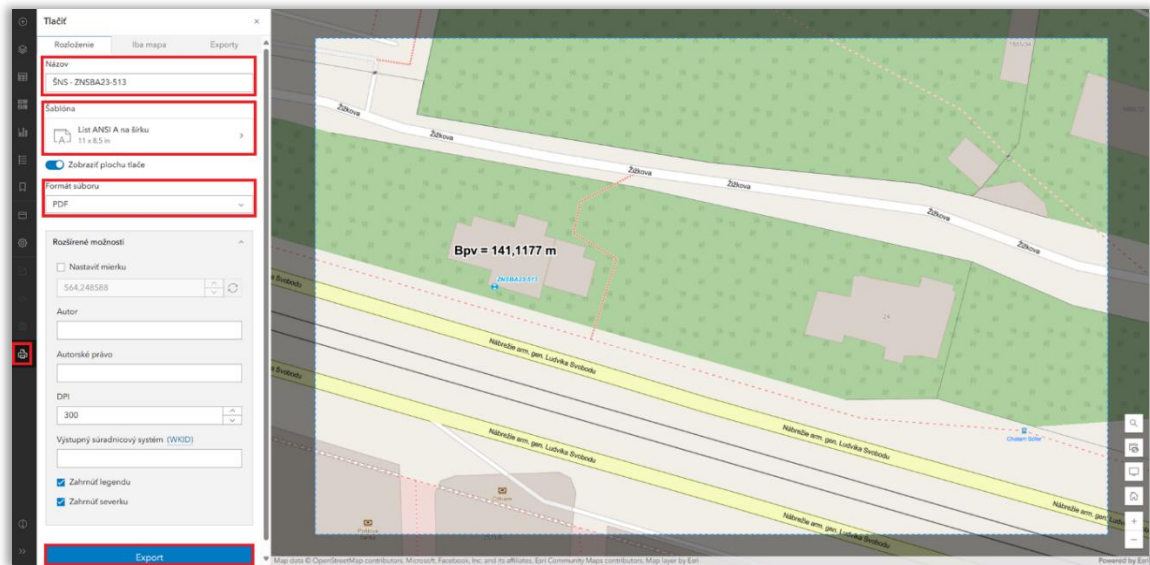 Tlačiť
×
Rozloženie
Iba mapa
Exporty
Názov
ŠNS - ZNSBA23-513
Šablóna
List ANSI A na šírku
11 x 8,5 in
Zobraziť plochu tlače
Formát súboru
PDF
Rozšírené možnosti
Nastaviť mierku
564,248588
Autor
Autorské právo
DPI
300
Výstupný súradnicový systém (WKID)
Zahrnúť legendu
Zahrnúť severku
Export
Žižkova
Žižkova
Žižkova
Žižkova
Žižkova
Žižkova
Bpv = 141,1177 m
ZNSBA23-513
24
Nábrežie arm. gen. Ludvíka Svobodu
Nábrežie arm. gen. Ludvíka Svobodu
Nábrežie arm. gen. Ludvíka Svobodu
Nábrežie arm. gen. Ludvíka Svobodu
a Svobodu
Chatam Sófer
Map data © OpenStreetMap contributors, Microsoft, Facebook, Inc. and its affiliates, Esri Community Maps contributors, Map layer by Esri
Powered by Esri